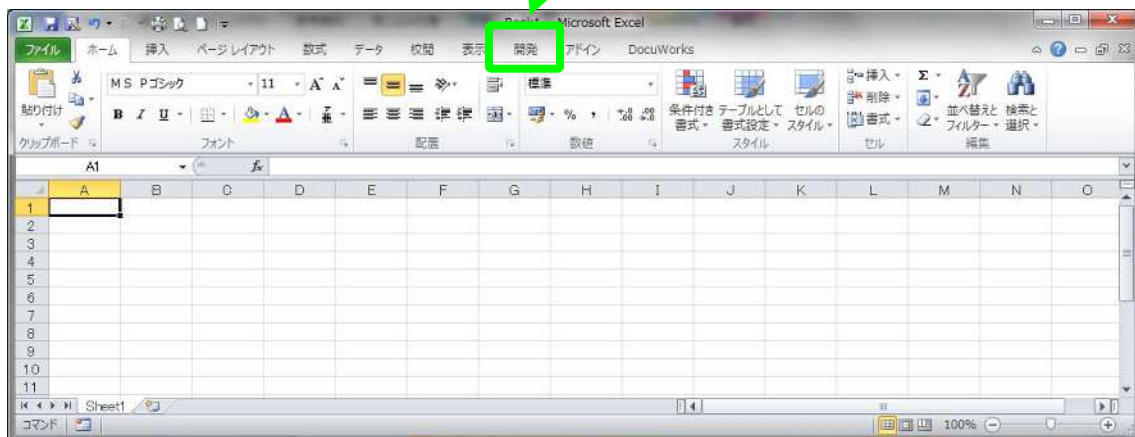 Book1 - Microsoft Excel
ファイル ホーム 挿入 ページ レイアウト 数式 データ 校閲 表示 開発 アドイン DocuWorks
貼り付け
MS Pゴシック 11
B I U A
標準
% ,
条件付き書式 テーブルとして書式設定 セルのスタイル
挿入
削除
書式
Σ
並べ替えと フィルター 検索と 選択
クリップボード フォント 配置 数値 スタイル セル 編集
A1 fx
A B C D E F G H I J K L M N O
1
2
3
4
5
6
7
8
9
10
11
Sheet1
コマンド 100%